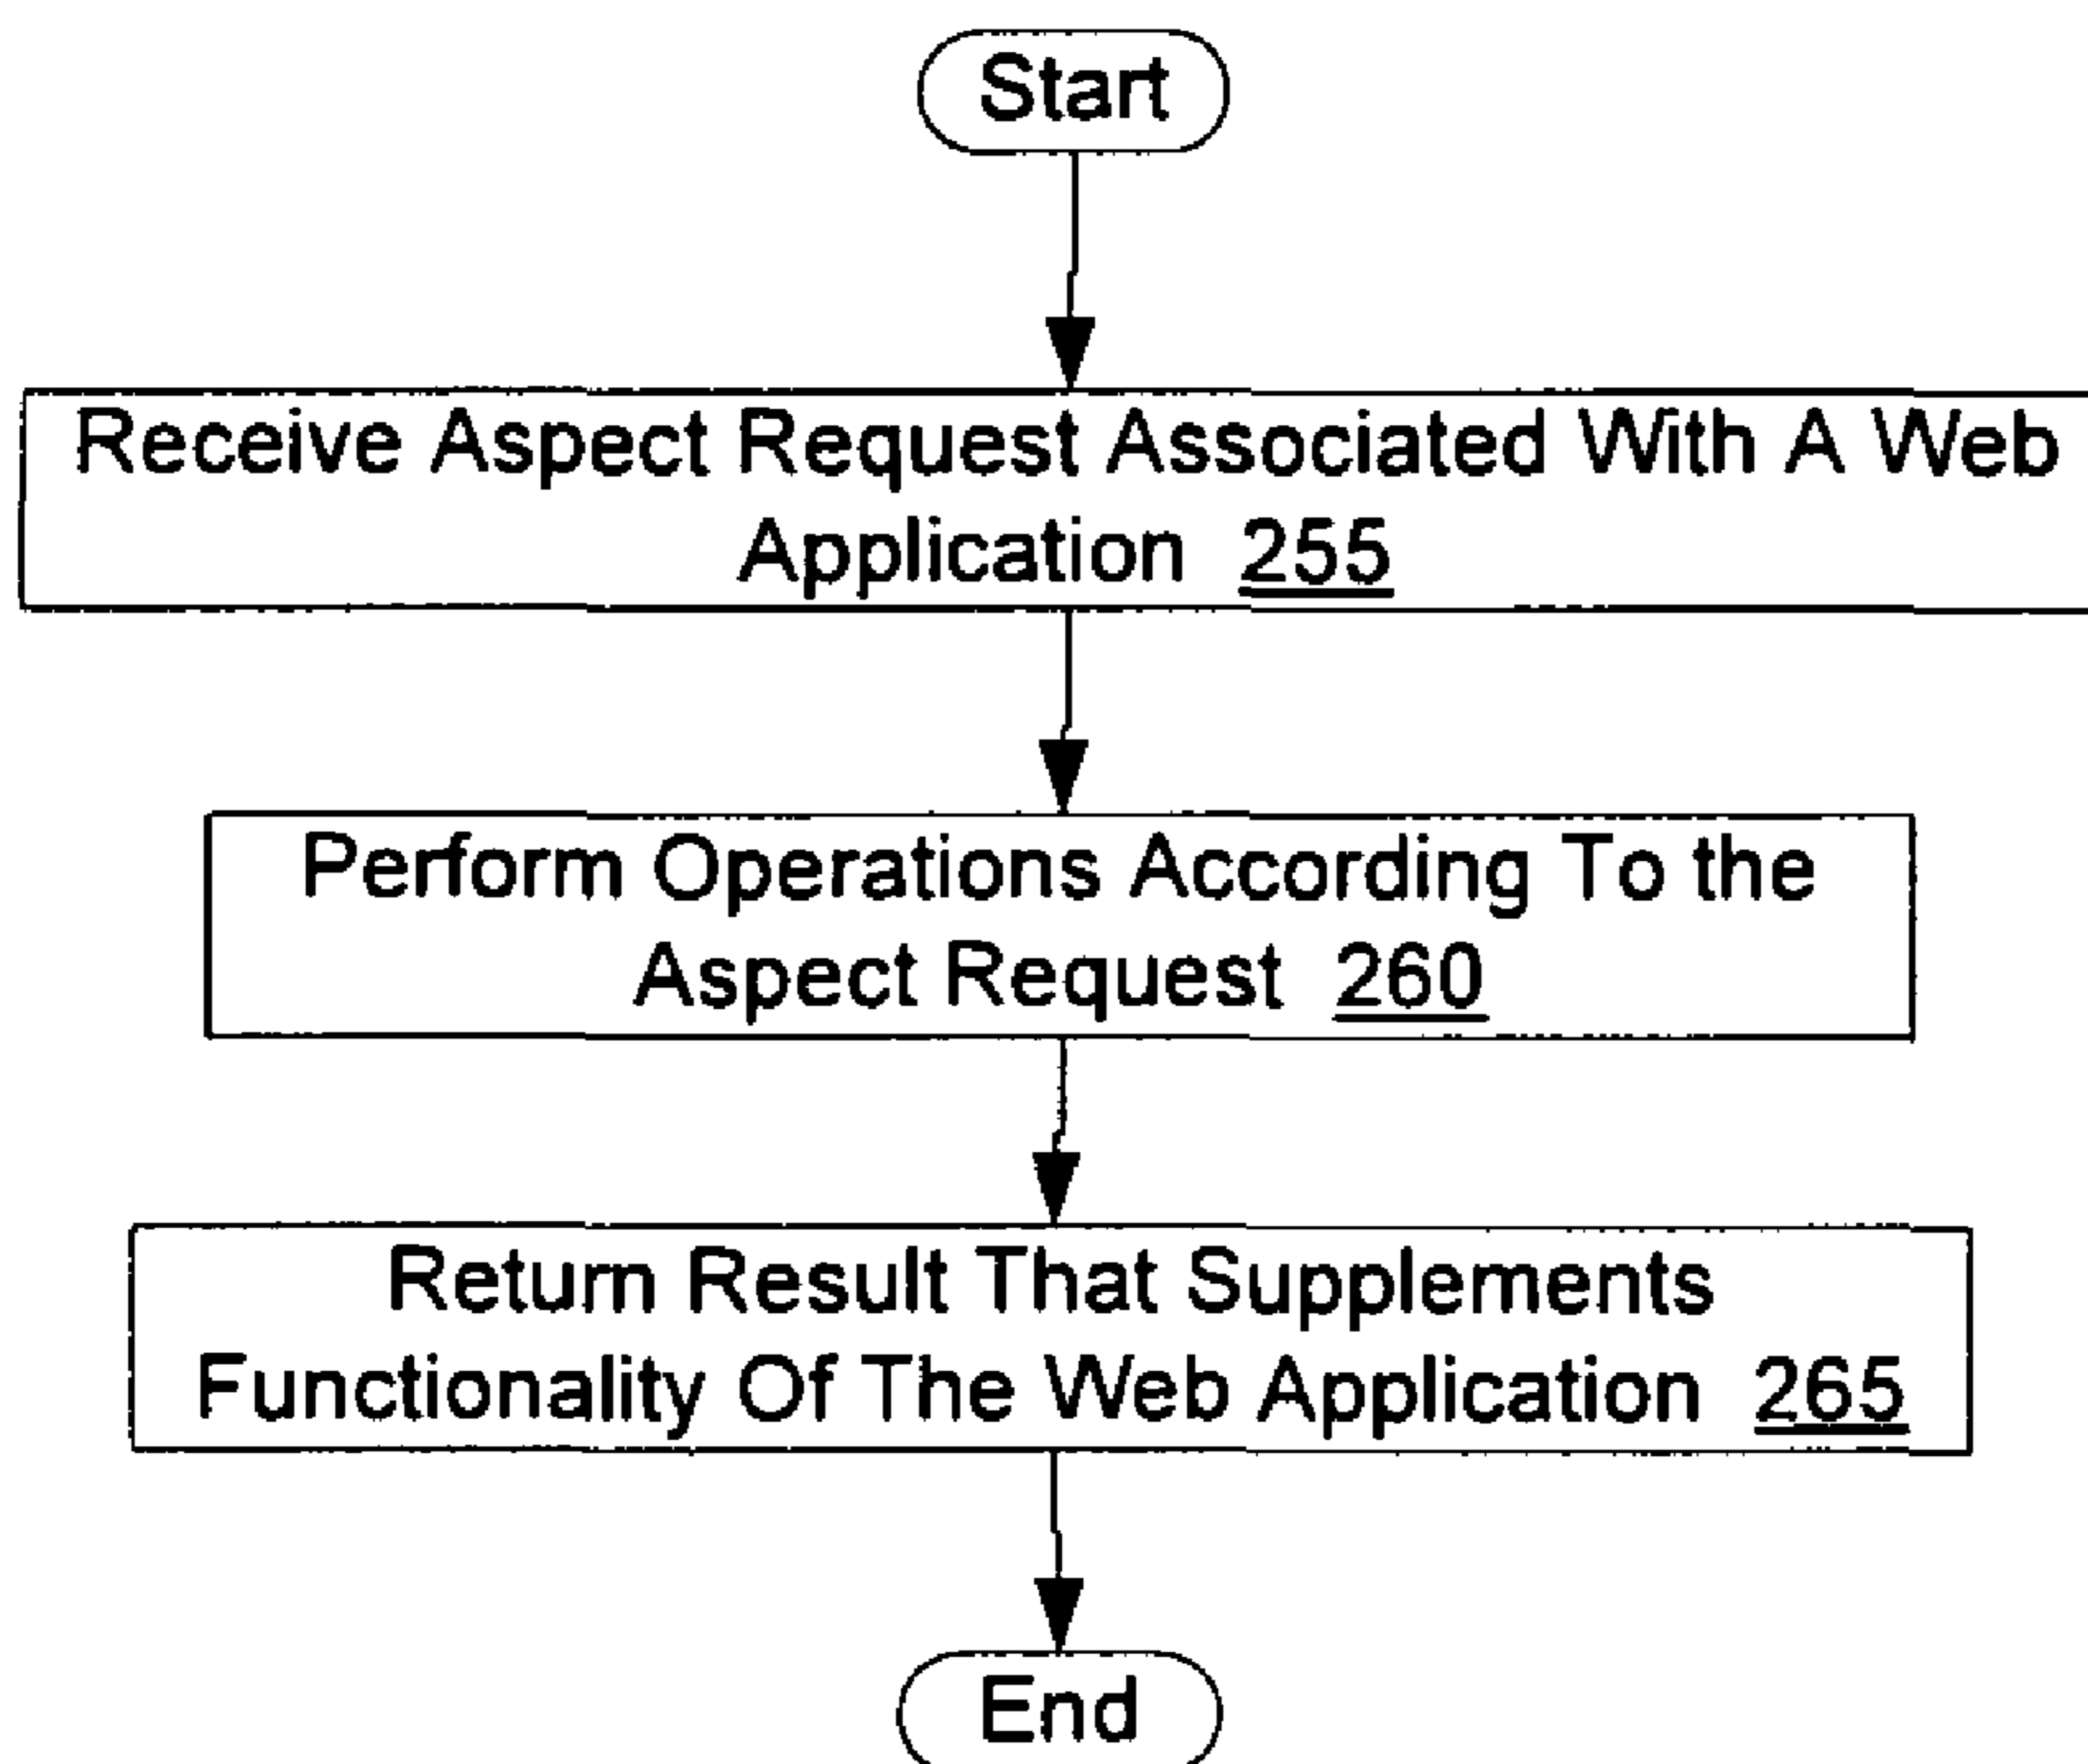 Start
Receive Aspect Request Associated With A Web
Application 255
Perform Operations According To the
Aspect Request 260
Return Result That Supplements
Functionality Of The Web Application 265
End